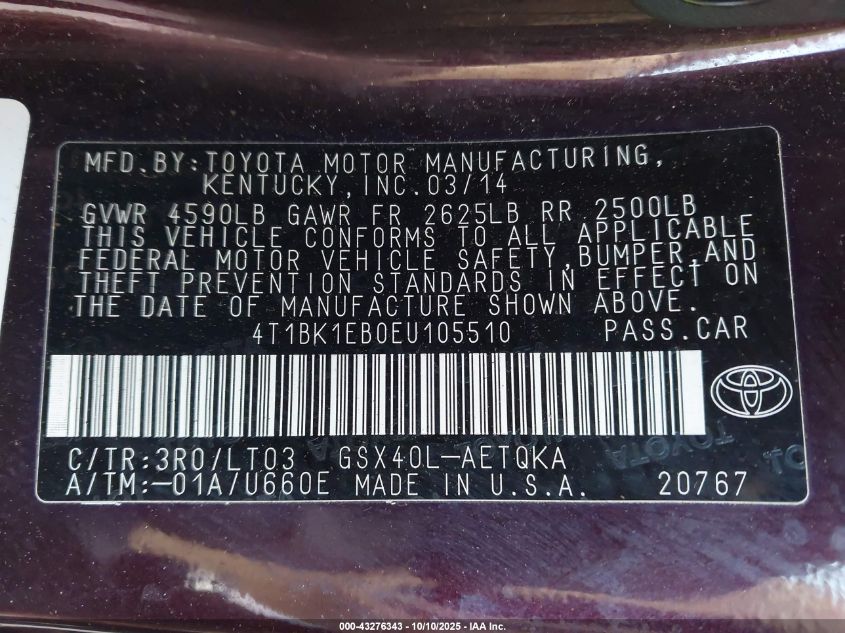 MFD.BY:TOYOTA MOTOR MANUFACTURING,
KENTUCKY,INC.03/14
GVWR 4590LB GAWR FR 2625LB RR 2500LB
THIS VEHICLE CONFORMS TO ALL APPLICABLE
FEDERAL MOTOR VEHICLE SAFETY,BUMPER,AND
THEFT PREVENTION STANDARDS IN EFFECT ON
THE DATE OF MANUFACTURE SHOWN ABOVE.
4T1BK1EB0EU105510 PASS.CAR
C/TR:3R0/LT03 GSX40L-AETQKA
A/TM:-01A/U660E MADE IN U.S.A. 20767
000-43276343 - 10/10/2025 - IAA Inc.